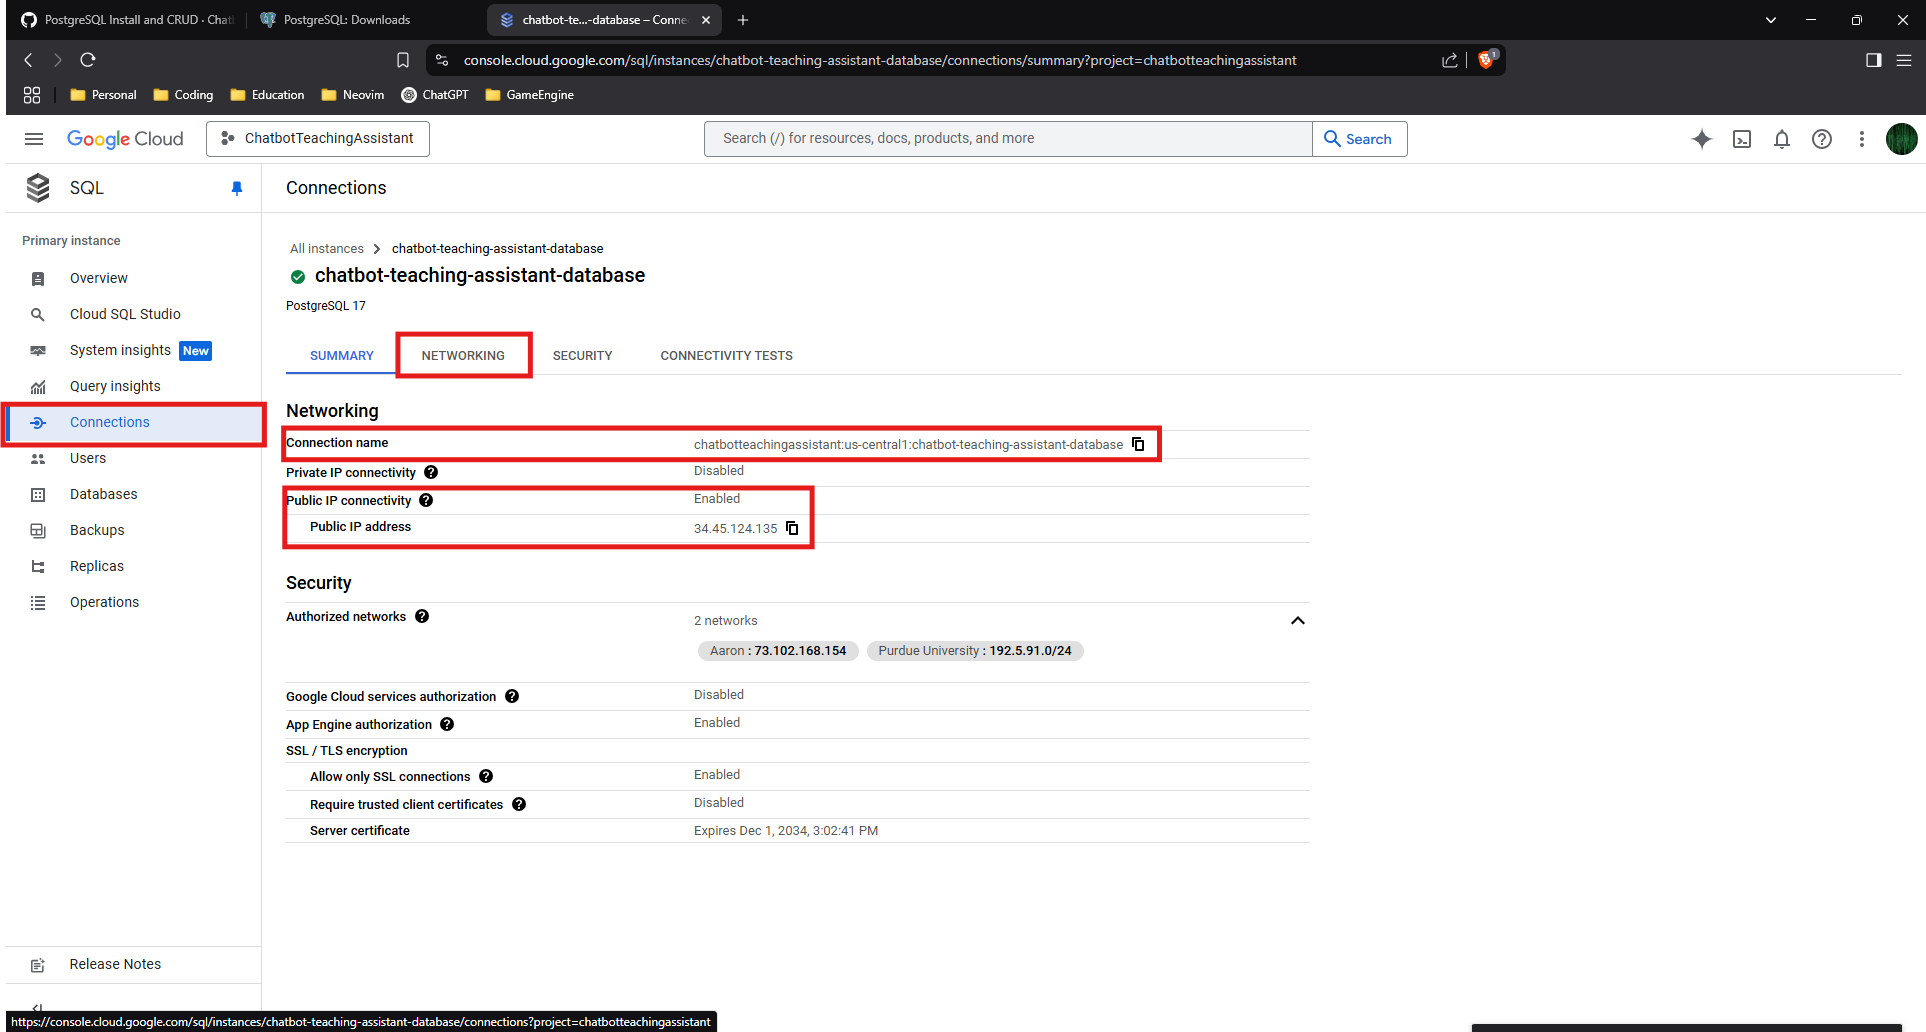 PostgreSQL Install and CRUD · Chat
PostgreSQL: Downloads
chatbot-te...-database – Conne
console.cloud.google.com/sql/instances/chatbot-teaching-assistant-database/connections/summary?project=chatbotteachingassistant
1
Personal
Coding
Education
Neovim
ChatGPT
GameEngine
Google Cloud
ChatbotTeachingAssistant
Search (/) for resources, docs, products, and more
Search
SQL
Connections
Primary instance
Overview
Cloud SQL Studio
System insights New
Query insights
Connections
Users
Databases
Backups
Replicas
Operations
Release Notes
All instances
chatbot-teaching-assistant-database
chatbot-teaching-assistant-database
PostgreSQL 17
SUMMARY
NETWORKING
SECURITY
CONNECTIVITY TESTS
Networking
Connection name chatbotteachingassistant:us-central1:chatbot-teaching-assistant-database
Private IP connectivity Disabled
Public IP connectivity Enabled
Public IP address 34.45.124.135
Security
Authorized networks 2 networks
Aaron : 73.102.168.154
Purdue University : 192.5.91.0/24
Google Cloud services authorization Disabled
App Engine authorization Enabled
SSL / TLS encryption
Allow only SSL connections Enabled
Require trusted client certificates Disabled
Server certificate Expires Dec 1, 2034, 3:02:41 PM
https://console.cloud.google.com/sql/instances/chatbot-teaching-assistant-database/connections?project=chatbotteachingassistant